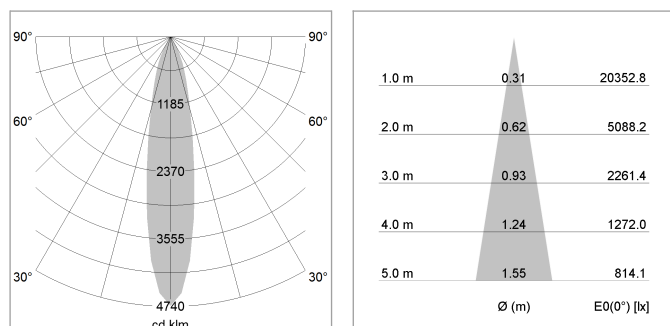 90° 90°
1185
60° 60°
2370
3555
30° 30°
4740
cd klm
1.0 m 0.31 20352.8
2.0 m 0.62 5088.2
3.0 m 0.93 2261.4
4.0 m 1.24 1272.0
5.0 m 1.55 814.1
Ø (m) E0(0°) [lx]